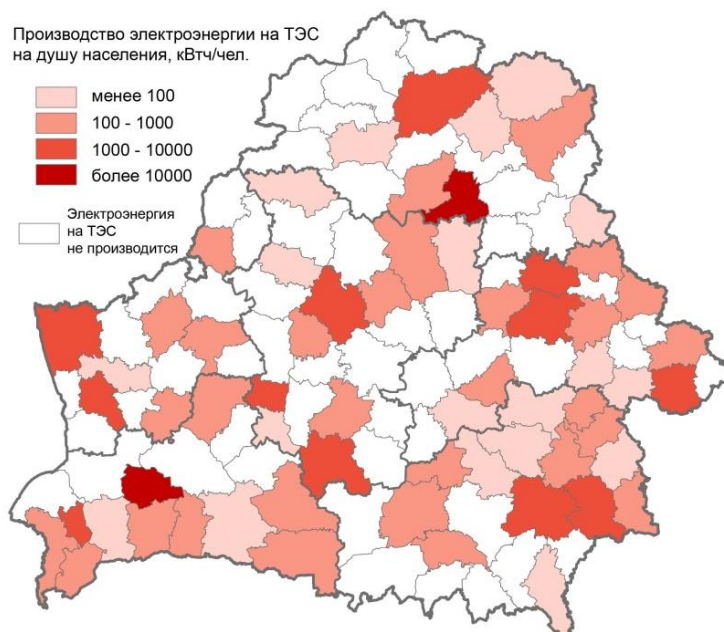 Производство электроэнергии на ТЭС
на душу населения, кВтч/чел.
менее 100
100 - 1000
1000 - 10000
более 10000
Электроэнергия
на ТЭС
не производится